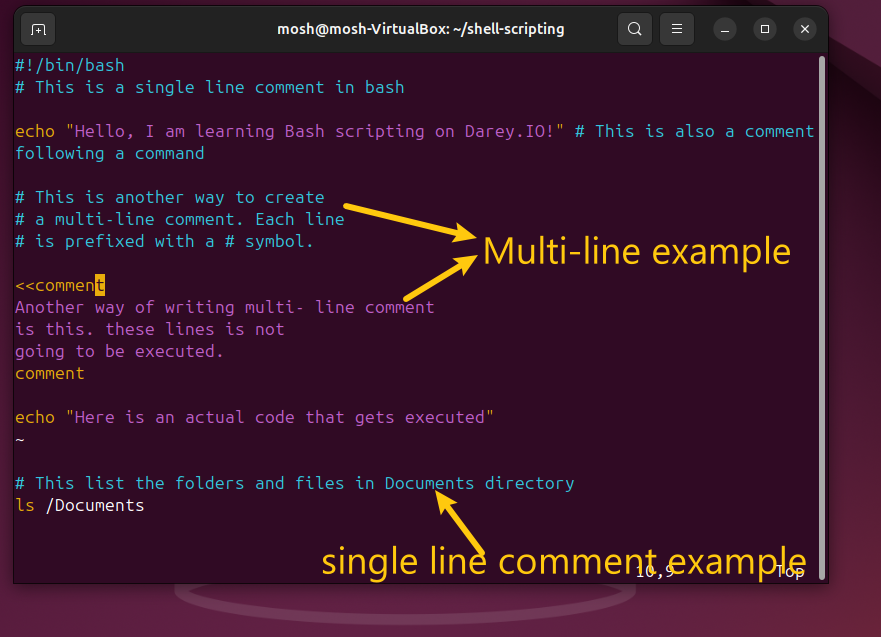 mosh@mosh-VirtualBox: ~/shell-scripting
#!/bin/bash
# This is a single line comment in bash
echo "Hello, I am learning Bash scripting on Darey.IO!" # This is also a comment
following a command
# This is another way to create
# a multi-line comment. Each line
# is prefixed with a # symbol.
Multi-line example
<<comment
Another way of writing multi- line comment
is this. these lines is not
going to be executed.
comment
echo "Here is an actual code that gets executed"
~
# This list the folders and files in Documents directory
ls /Documents
single line comment example
10,9 Top